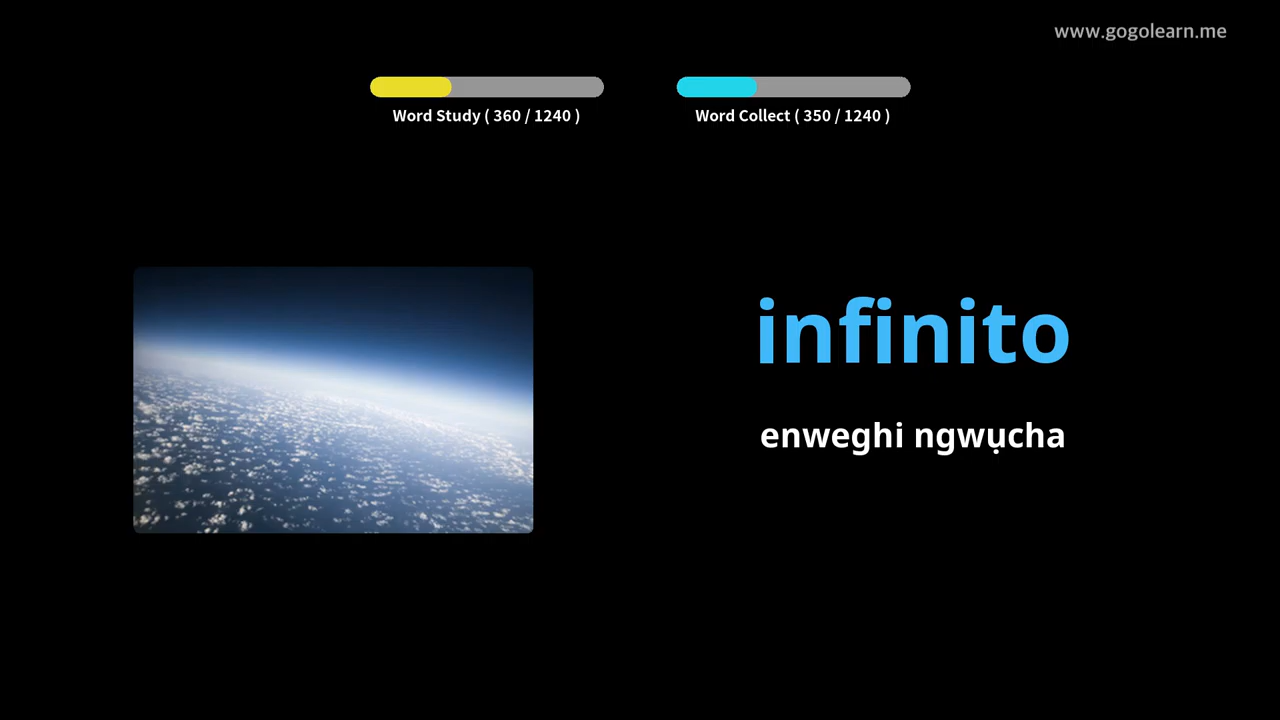 www.gogolearn.me
Word Study ( 360 / 1240 )
Word Collect ( 350 / 1240 )
infinito
enweghi ngwụcha